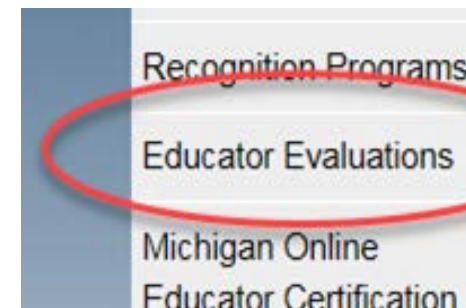 Recognition Programs
Educator Evaluations
Michigan Online
Educator Certification